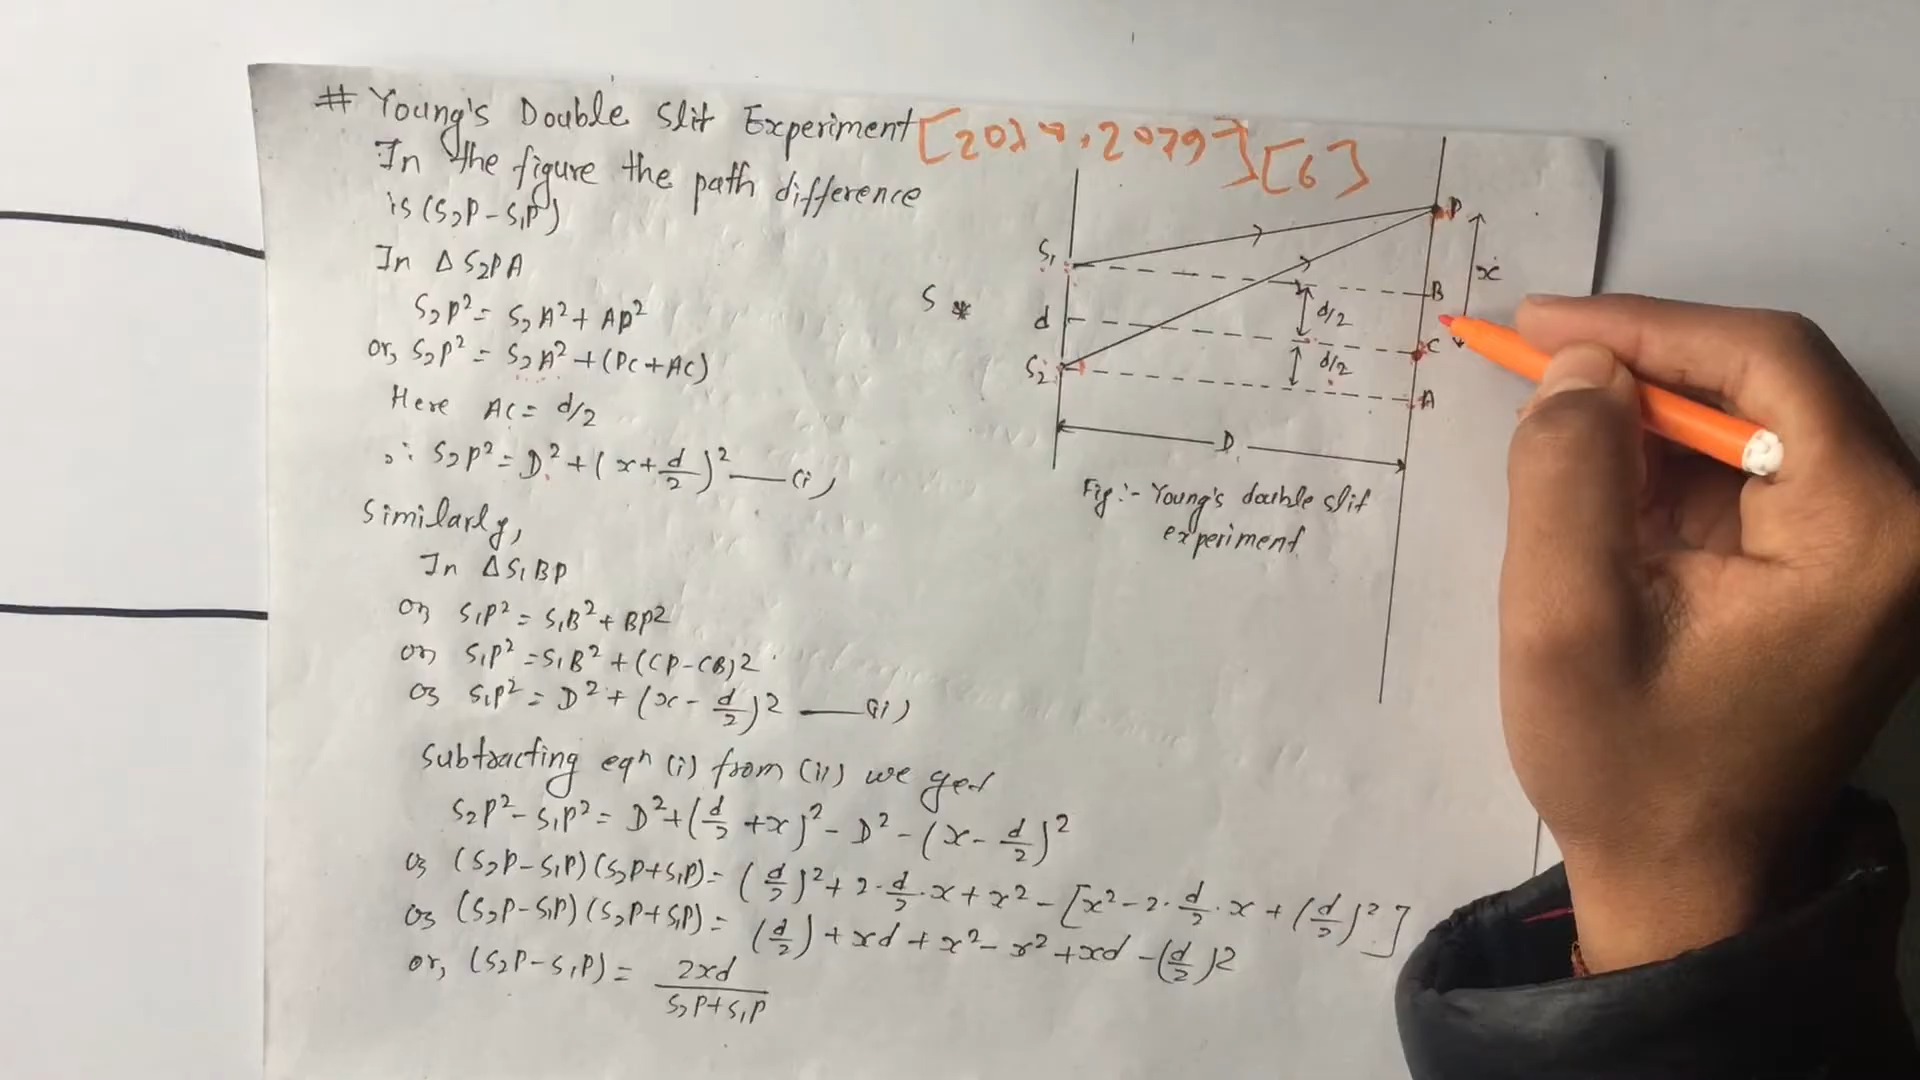 # Young's Double Slit Experiment [2017, 2079] [6]
In the figure the path difference
is (S₂P - S₁P)
In Δ S₂PA
S₂P² = S₂A² + AP²
or, S₂P² = S₂A² + (PC + AC)
Here AC = d/2
∴ S₂P² = D² + (x + d/2)² —— (i)
Similarly,
In ΔS₁BP
or S₁P² = S₁B² + BP²
or S₁P² = S₁B² + (CP - CB)2
or S₁P² = D² + (x - d/2)2 —— (ii)
Subtracting eqⁿ (i) from (ii) we get
S₂P² - S₁P² = D² + (d/2 + x)² - D² - (x - d/2)²
or (S₂P - S₁P) (S₂P + S₁P) = (d/2)² + 2 · d/2 · x + x² - [x² - 2 · d/2 · x + (d/2)²]
or (S₂P - S₁P) (S₂P + S₁P) = (d/2) + xd + x² - x² + xd - (d/2)2
or, (S₂P - S₁P) = 2xd / S₂P + S₁P
P
S₁
x
B
S *
d
d/2
C
S₂
d/2
A
D
Fig :- Young's double slit
experiment